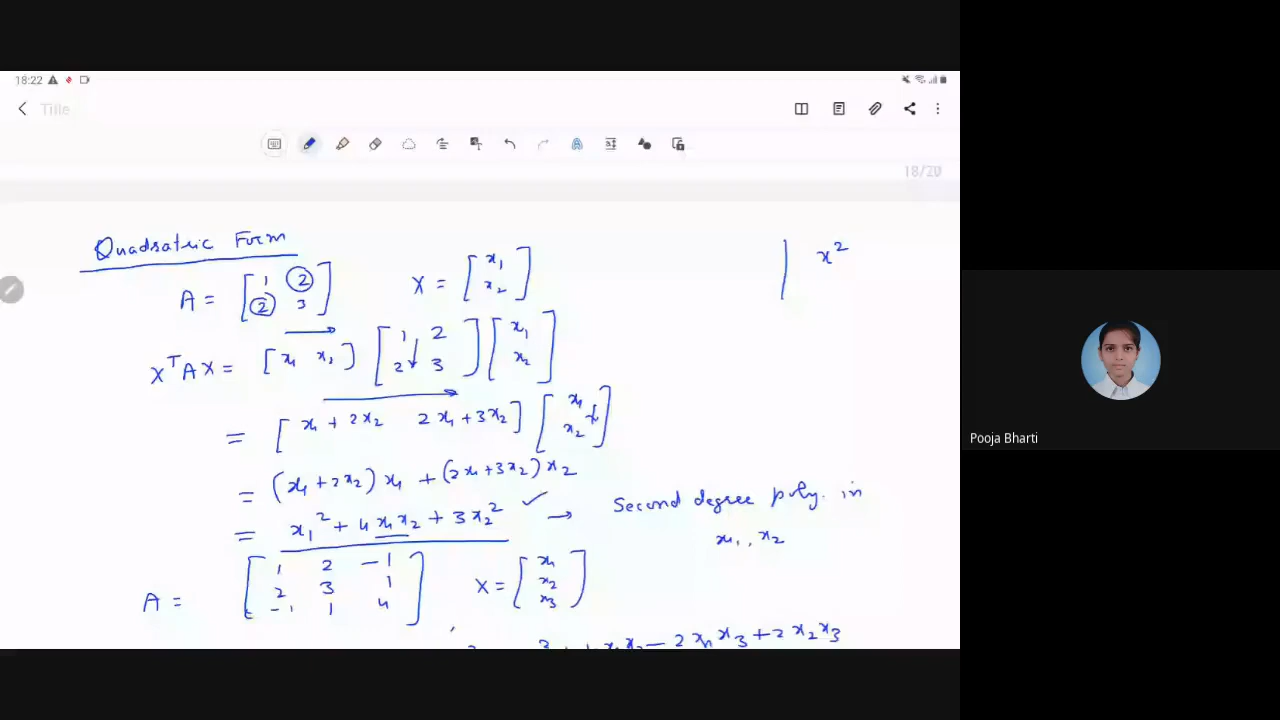 18:22
Title
18/20
Quadsatric Form
x²
A = [1 2; 2 3] X = [x₁; x₂]
XᵀAX = [x₁ x₂] [1 2; 2 3] [x₁; x₂]
= [x₁ + 2x₂ 2x₁ + 3x₂] [x₁; x₂]
= (x₁ + 2x₂) x₁ + (2x₁ + 3x₂) x₂
= x₁² + 4x₁x₂ + 3x₂² ✓ → Second degree poly. in
x₁, x₂
A = [1 2 -1; 2 3 1; -1 1 4] X = [x₁; x₂; x₃]
- 2x₁x₃ + 2x₂x₃
Pooja Bharti